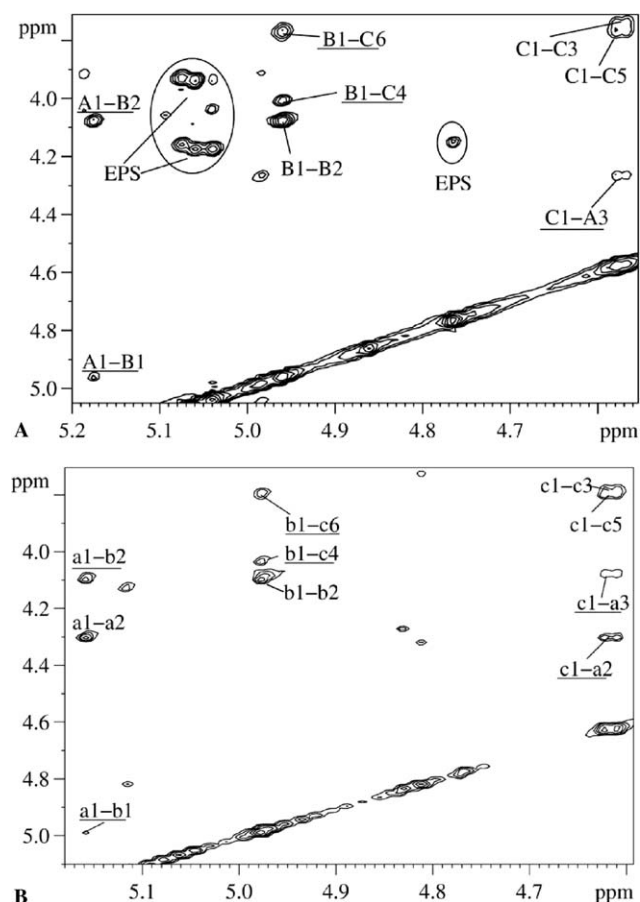 ppm
B1–C6
C1–C3
C1–C5
A1–B2
B1–C4
4.0
EPS
B1–B2
EPS
4.2
C1–A3
4.4
4.6
4.8
A1–B1
5.0
A
5.2 5.1 5.0 4.9 4.8 4.7 ppm
ppm
c1–c3
b1–c6
c1–c5
a1–b2
b1–c4
4.0
b1–b2
c1–a3
4.2
a1–a2
4.4
c1–a2
4.6
4.8
a1–b1
5.0
B
5.1 5.0 4.9 4.8 4.7 ppm